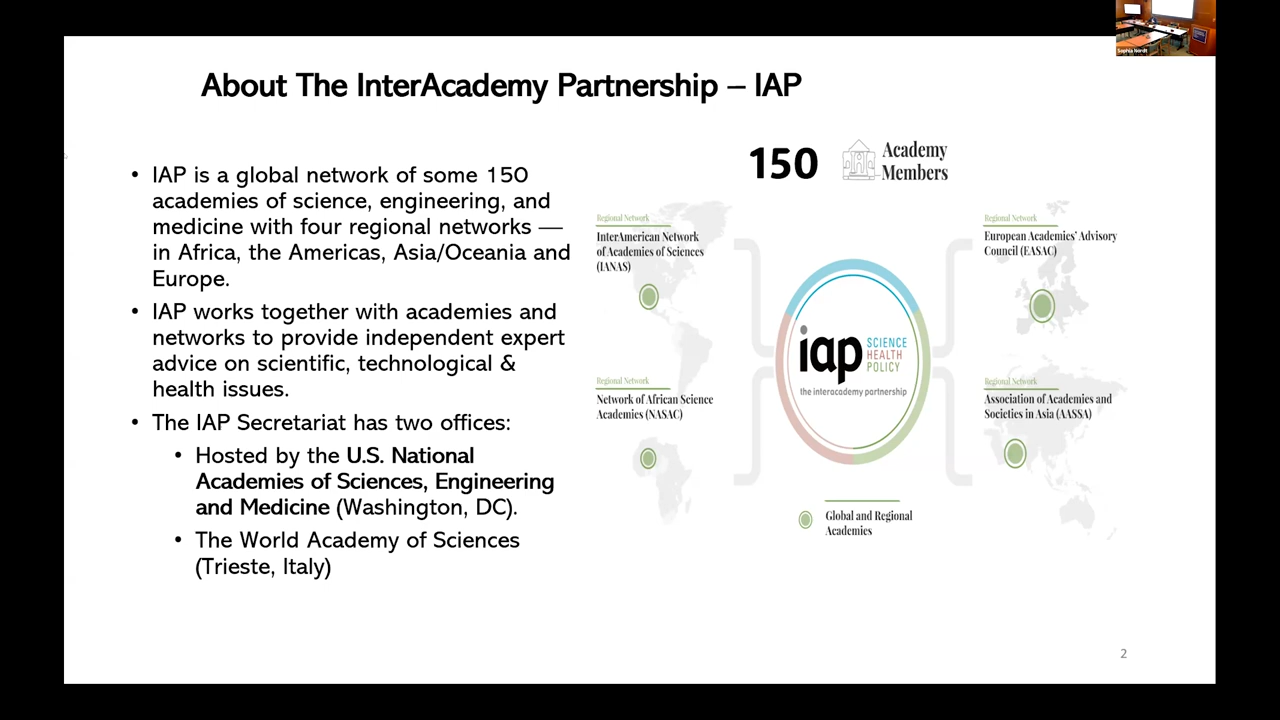 About The InterAcademy Partnership – IAP
• IAP is a global network of some 150
academies of science, engineering, and
medicine with four regional networks —
in Africa, the Americas, Asia/Oceania and
Europe.
• IAP works together with academies and
networks to provide independent expert
advice on scientific, technological &
health issues.
• The IAP Secretariat has two offices:
• Hosted by the U.S. National
Academies of Sciences, Engineering
and Medicine (Washington, DC).
• The World Academy of Sciences
(Trieste, Italy)
150
Academy
Members
Regional Network
InterAmerican Network
of Academies of Sciences
(IANAS)
Regional Network
European Academies' Advisory
Council (EASAC)
iap
SCIENCE
HEALTH
POLICY
the interacademy partnership
Regional Network
Network of African Science
Academies (NASAC)
Regional Network
Association of Academies and
Societies in Asia (AASSA)
Global and Regional
Academies
2
Sophia Nordt